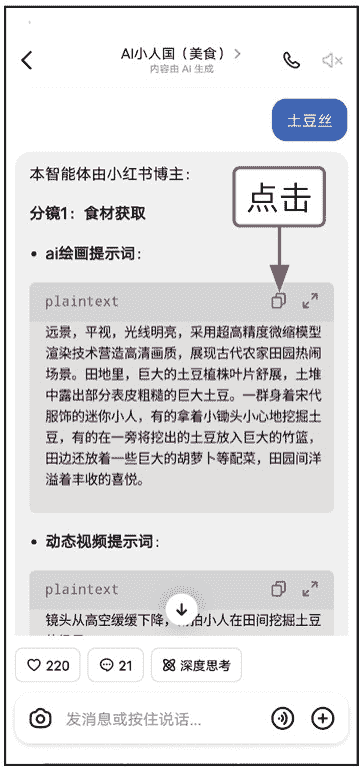 AI小人国（美食）
内容由 AI 生成
土豆丝
本智能体由小红书博主：
点击
分镜1：食材获取
• ai绘画提示词：
plaintext
远景，平视，光线明亮，采用超高精度微缩模型
渲染技术营造高清画质，展现古代农家田园热闹
场景。田地里，巨大的土豆植株叶片舒展，土堆
中露出部分表皮粗糙的巨大土豆。一群身着宋代
服饰的迷你小人，有的拿着小锄头小心地挖掘土
豆，有的在一旁将挖出的土豆放入巨大的竹篮，
田边还放着一些巨大的胡萝卜等配菜，田园间洋
溢着丰收的喜悦。
• 动态视频提示词：
plaintext
镜头从高空缓缓下降，拍小人在田间挖掘土豆
220
21
深度思考
发消息或按住说话...